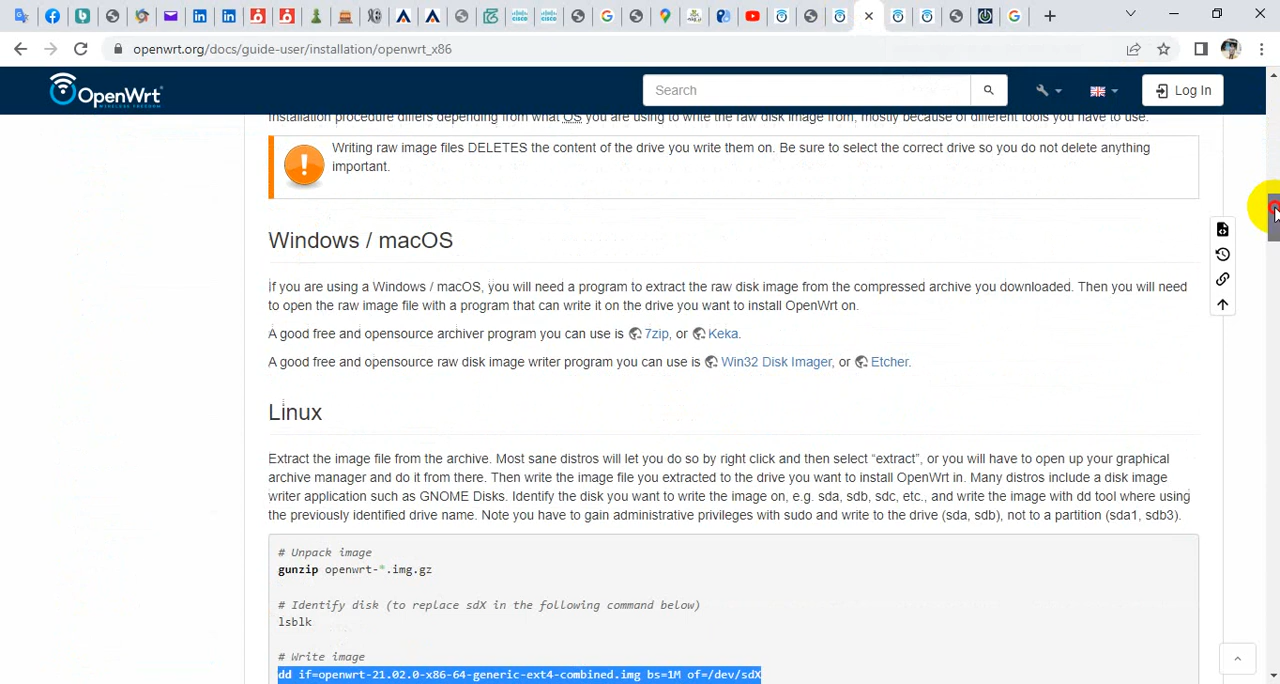 openwrt.org/docs/guide-user/installation/openwrt_x86
OpenWrt
WIRELESS FREEDOM
Search
Log In
Installation procedure differs depending from what OS you are using to write the raw disk image from, mostly because of different tools you have to use.
Writing raw image files DELETES the content of the drive you write them on. Be sure to select the correct drive so you do not delete anything
important.
Windows / macOS
If you are using a Windows / macOS, you will need a program to extract the raw disk image from the compressed archive you downloaded. Then you will need
to open the raw image file with a program that can write it on the drive you want to install OpenWrt on.
A good free and opensource archiver program you can use is 7zip, or Keka.
A good free and opensource raw disk image writer program you can use is Win32 Disk Imager, or Etcher.
Linux
Extract the image file from the archive. Most sane distros will let you do so by right click and then select “extract”, or you will have to open up your graphical
archive manager and do it from there. Then write the image file you extracted to the drive you want to install OpenWrt in. Many distros include a disk image
writer application such as GNOME Disks. Identify the disk you want to write the image on, e.g. sda, sdb, sdc, etc., and write the image with dd tool where using
the previously identified drive name. Note you have to gain administrative privileges with sudo and write to the drive (sda, sdb), not to a partition (sda1, sdb3).
# Unpack image
gunzip openwrt-*.img.gz
# Identify disk (to replace sdX in the following command below)
lsblk
# Write image
dd if=openwrt-21.02.0-x86-64-generic-ext4-combined.img bs=1M of=/dev/sdX